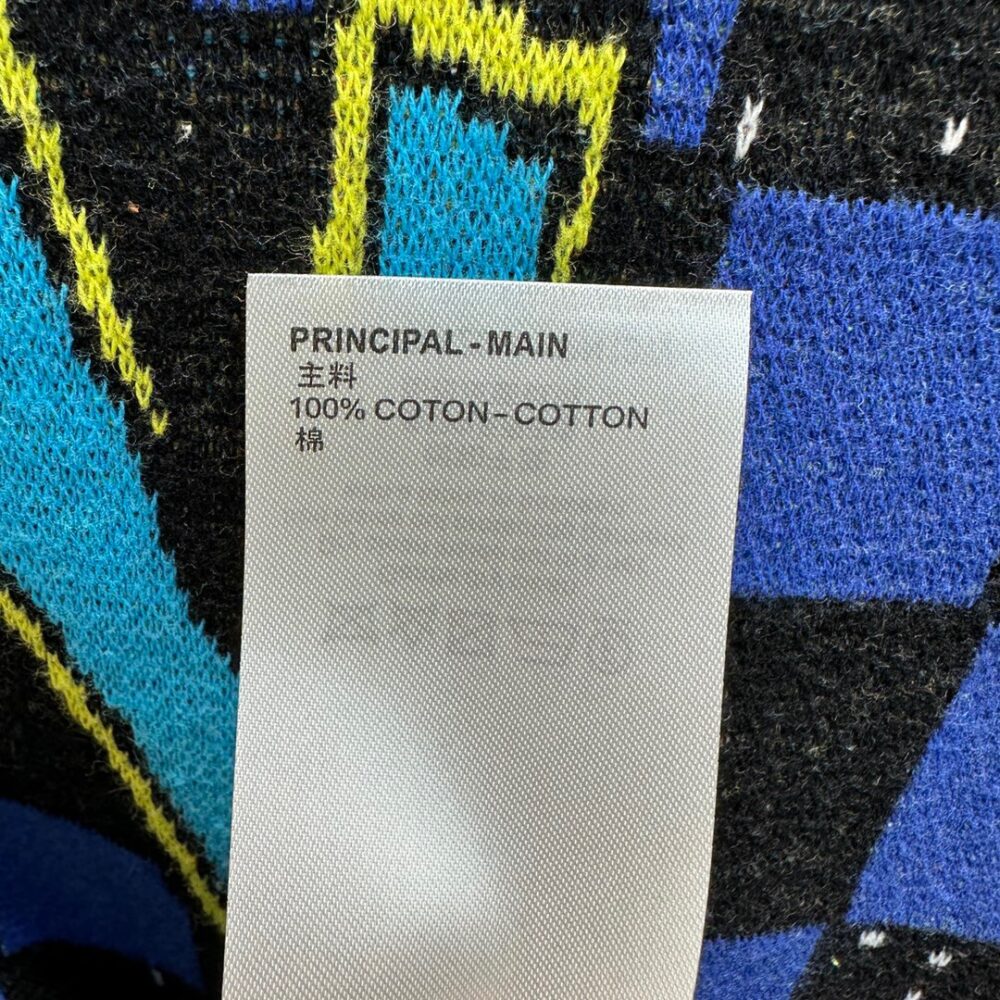 PRINCIPAL - MAIN
主料
100% COTON - COTTON
棉